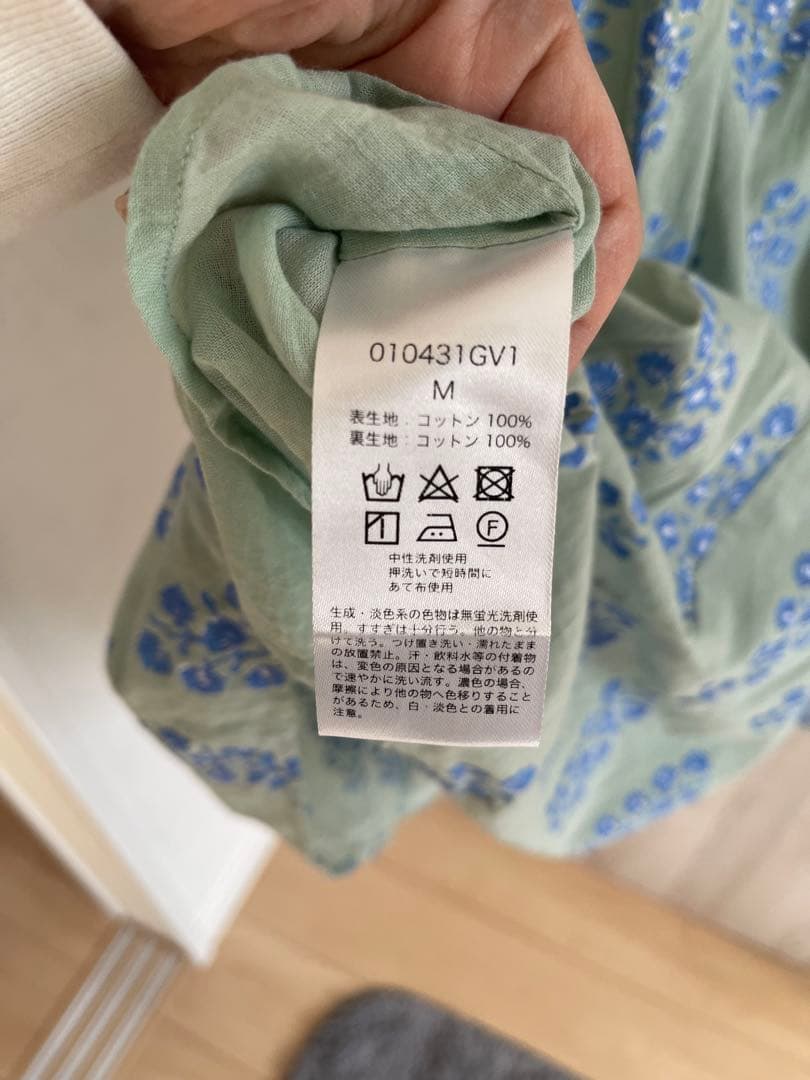 010431GV1
M
表生地：コットン 100%
裏生地：コットン 100%
F
中性洗剤使用
押洗いで短時間に
あて布使用
生成・淡色系の色物は無蛍光洗剤使
用。すすぎは十分行う。他の物と分
けて洗う。つけ置き洗い・濡れたまま
の放置禁止。汗・飲料水等の付着物
は、変色の原因となる場合があるの
で速やかに洗い流す。濃色の場合、
摩擦により他の物へ色移りすること
があるため、白・淡色との着用に
注意。